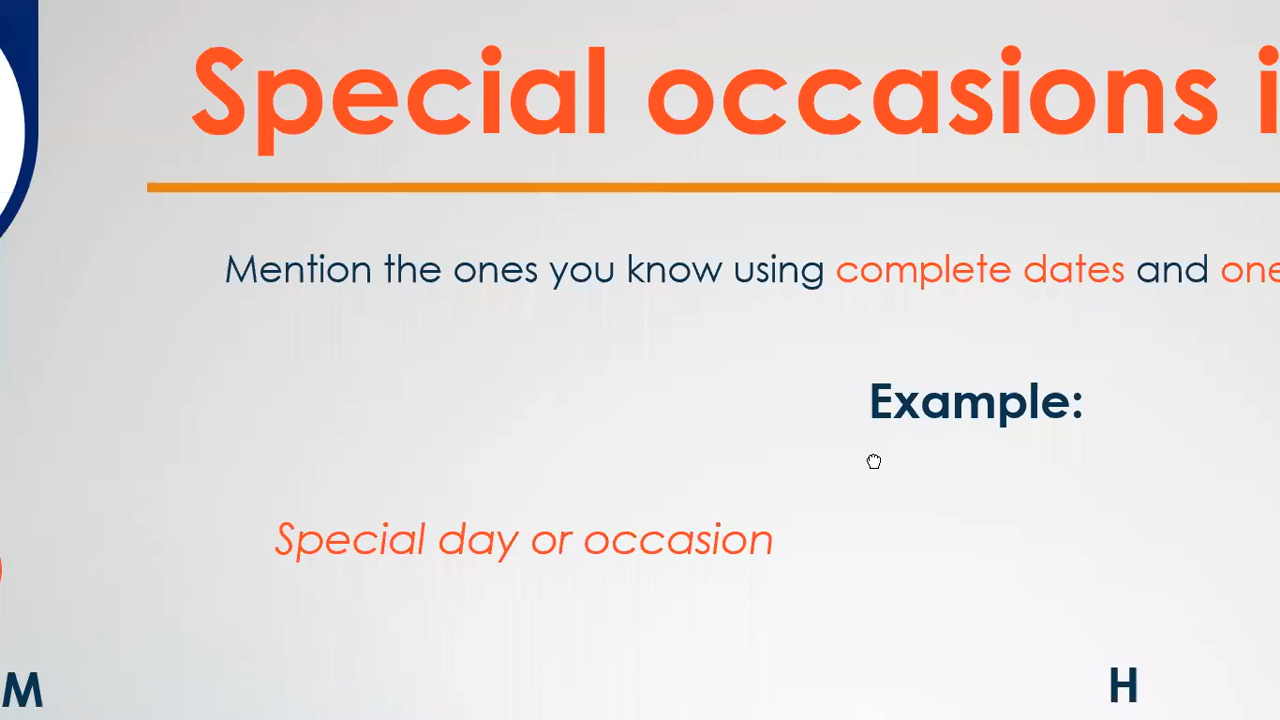 Special occasions i
Mention the ones you know using complete dates and one
Example:
Special day or occasion
M
H